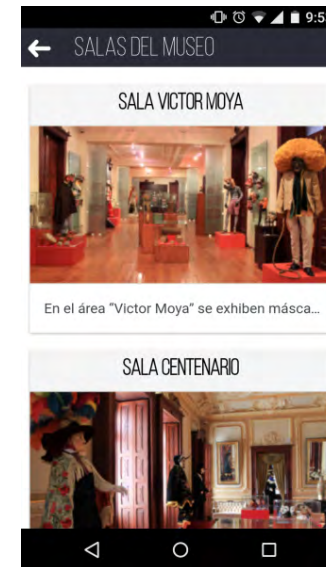 9:5
SALAS DEL MUSEO
SALA VICTOR MOYA
En el área "Victor Moya" se exhiben másca...
SALA CENTENARIO